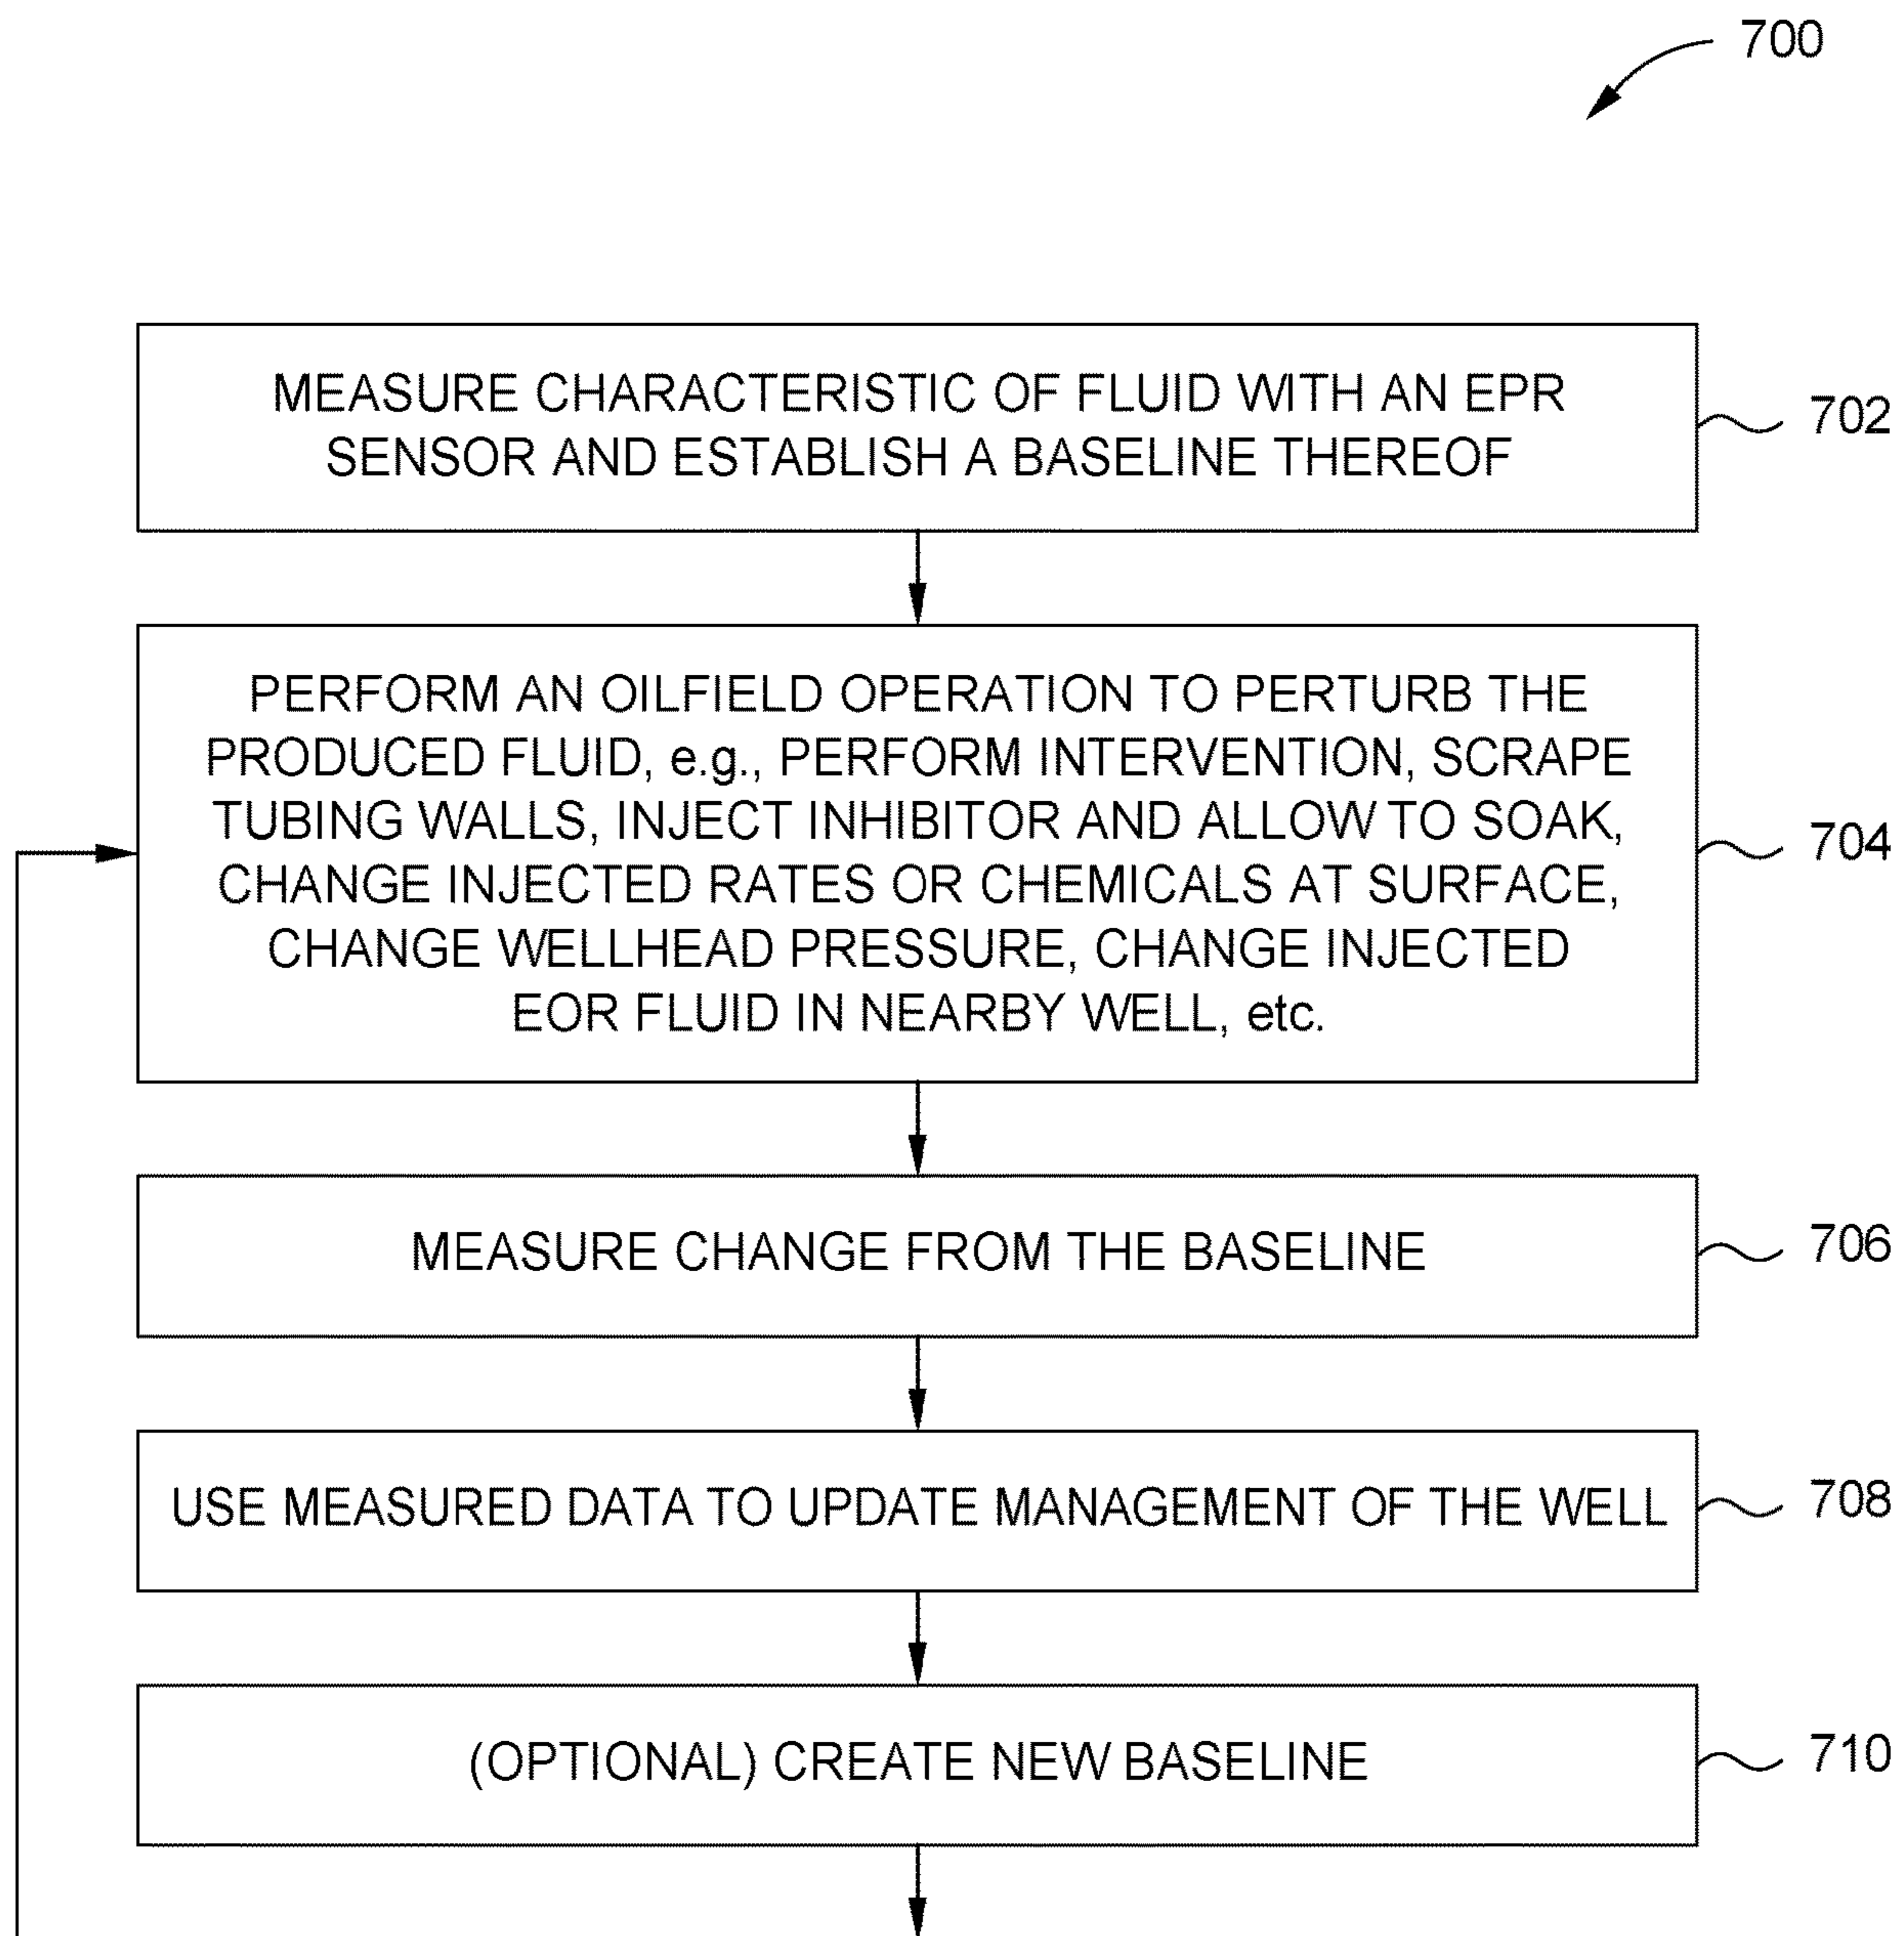 700
MEASURE CHARACTERISTIC OF FLUID WITH AN EPR
SENSOR AND ESTABLISH A BASELINE THEREOF
702
PERFORM AN OILFIELD OPERATION TO PERTURB THE
PRODUCED FLUID, e.g., PERFORM INTERVENTION, SCRAPE
TUBING WALLS, INJECT INHIBITOR AND ALLOW TO SOAK,
CHANGE INJECTED RATES OR CHEMICALS AT SURFACE,
CHANGE WELLHEAD PRESSURE, CHANGE INJECTED
EOR FLUID IN NEARBY WELL, etc.
704
MEASURE CHANGE FROM THE BASELINE
706
USE MEASURED DATA TO UPDATE MANAGEMENT OF THE WELL
708
(OPTIONAL) CREATE NEW BASELINE
710